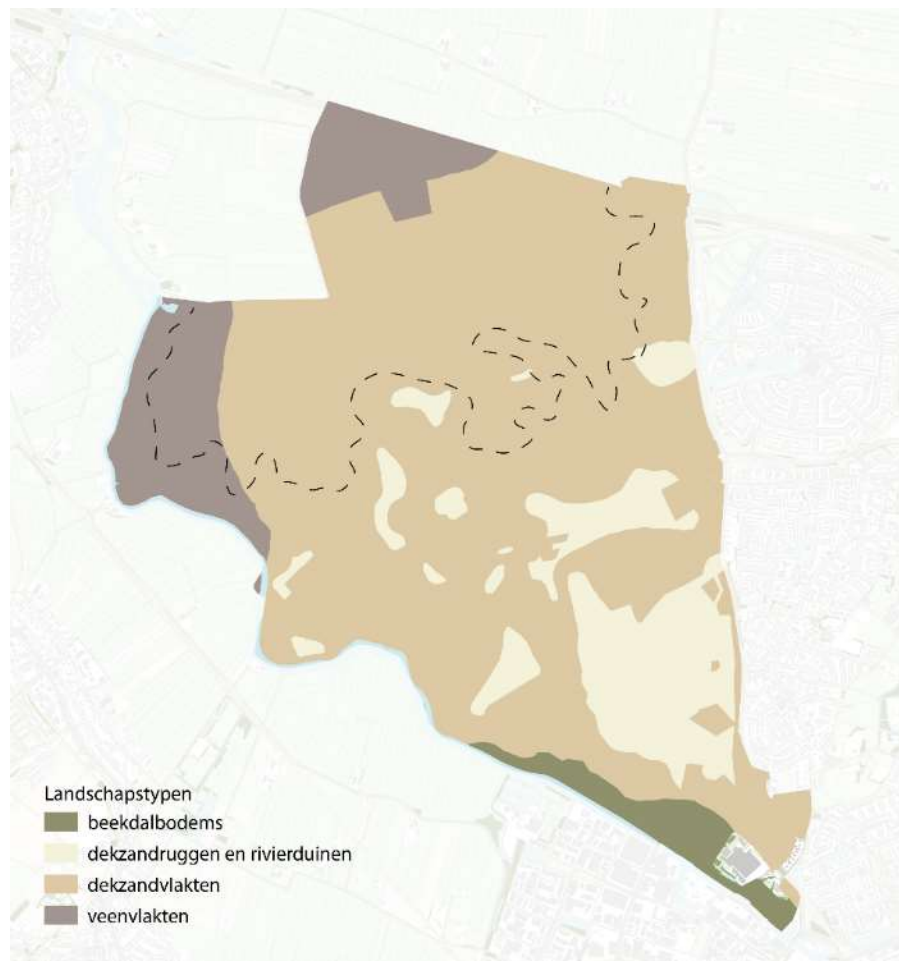 Landschapstypen
beekdalbodems
dekzandruggen en rivierduinen
dekzandvlakten
veenvlakten